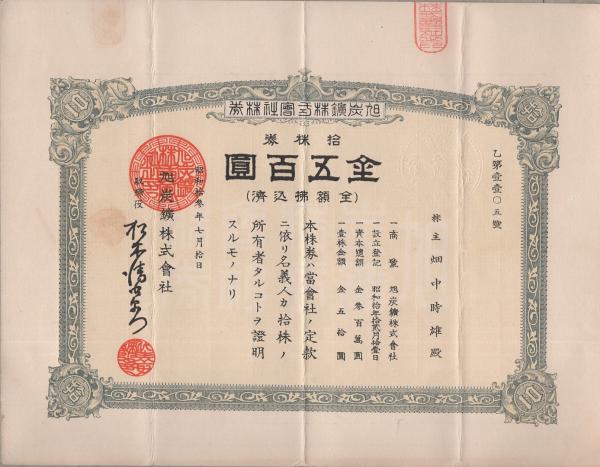 旭炭鑛株式會社株券
拾株券
金五百圓
(全額拂込濟)
乙第壹壹〇五號
株主 畑中時雄殿
一商號 旭炭鑛株式會社
一設立登記 昭和拾年拾貳月拾壹日
一資本總額 金参百萬圓
一壹株金額 金五拾圓
本株券ハ當會社ノ定款
ニ依リ名義人カ拾株ノ
所有者タルコトヲ證明
スルモノナリ
昭和拾参年七月拾日
旭炭鑛株式會社
取締役
拾
拾